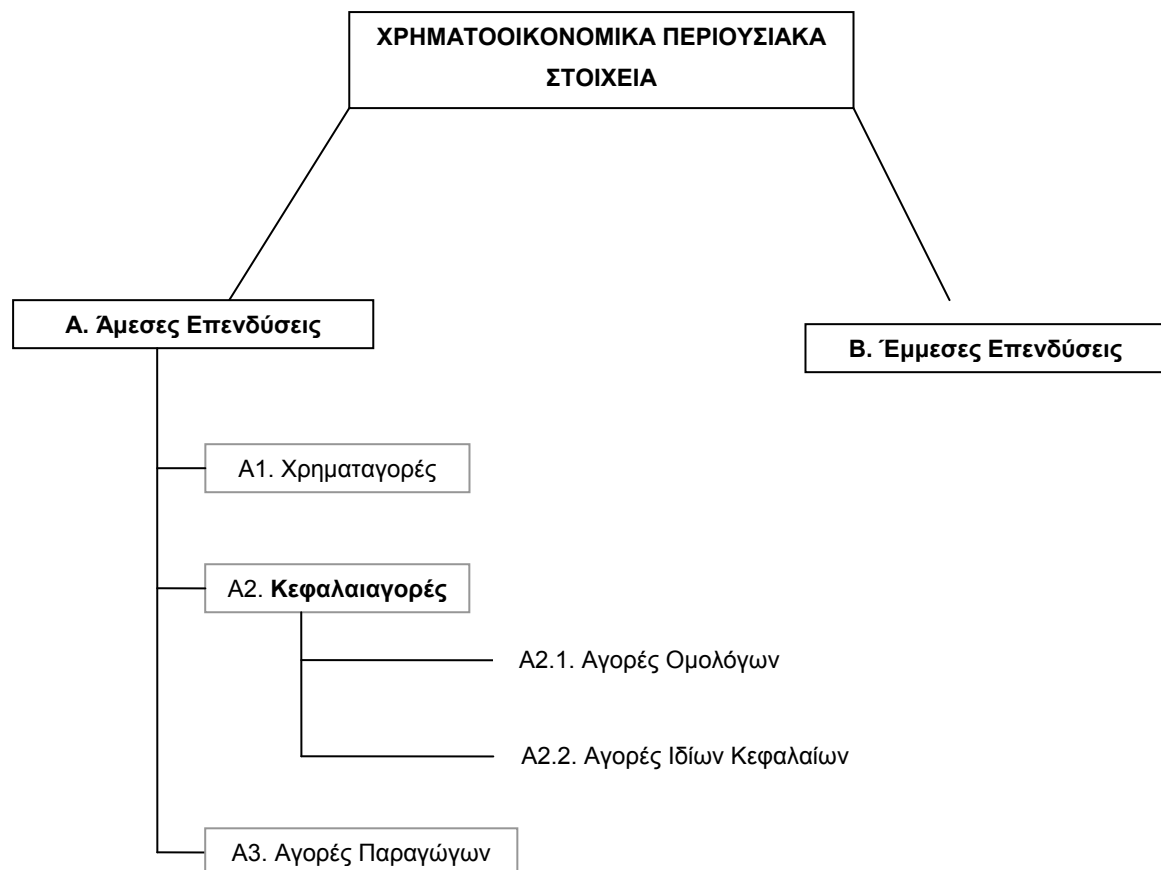 ΧΡΗΜΑΤΟΟΙΚΟΝΟΜΙΚΑ ΠΕΡΙΟΥΣΙΑΚΑ
ΣΤΟΙΧΕΙΑ
Α. Άμεσες Επενδύσεις
Β. Έμμεσες Επενδύσεις
Α1. Χρηματαγορές
Α2. Κεφαλαιαγορές
Α2.1. Αγορές Ομολόγων
Α2.2. Αγορές Ιδίων Κεφαλαίων
Α3. Αγορές Παραγώγων